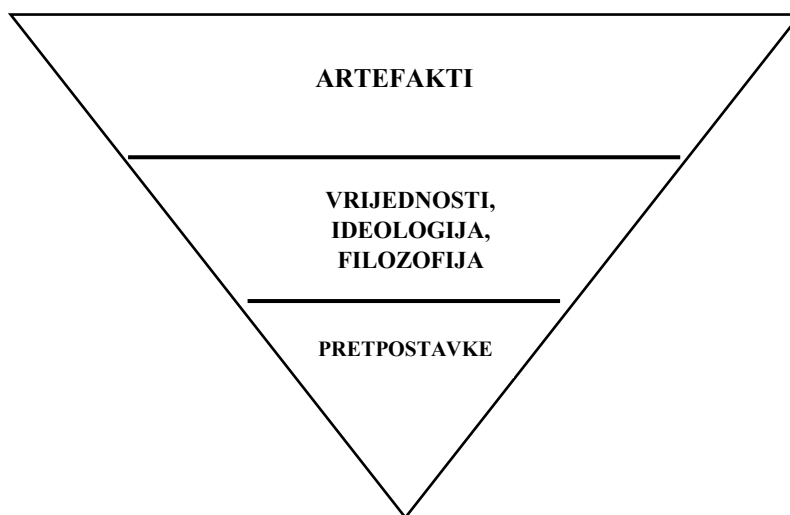 ARTEFAKTI
VRIJEDNOSTI,
IDEOLOGIJA,
FILOZOFIJA
PRETPOSTAVKE